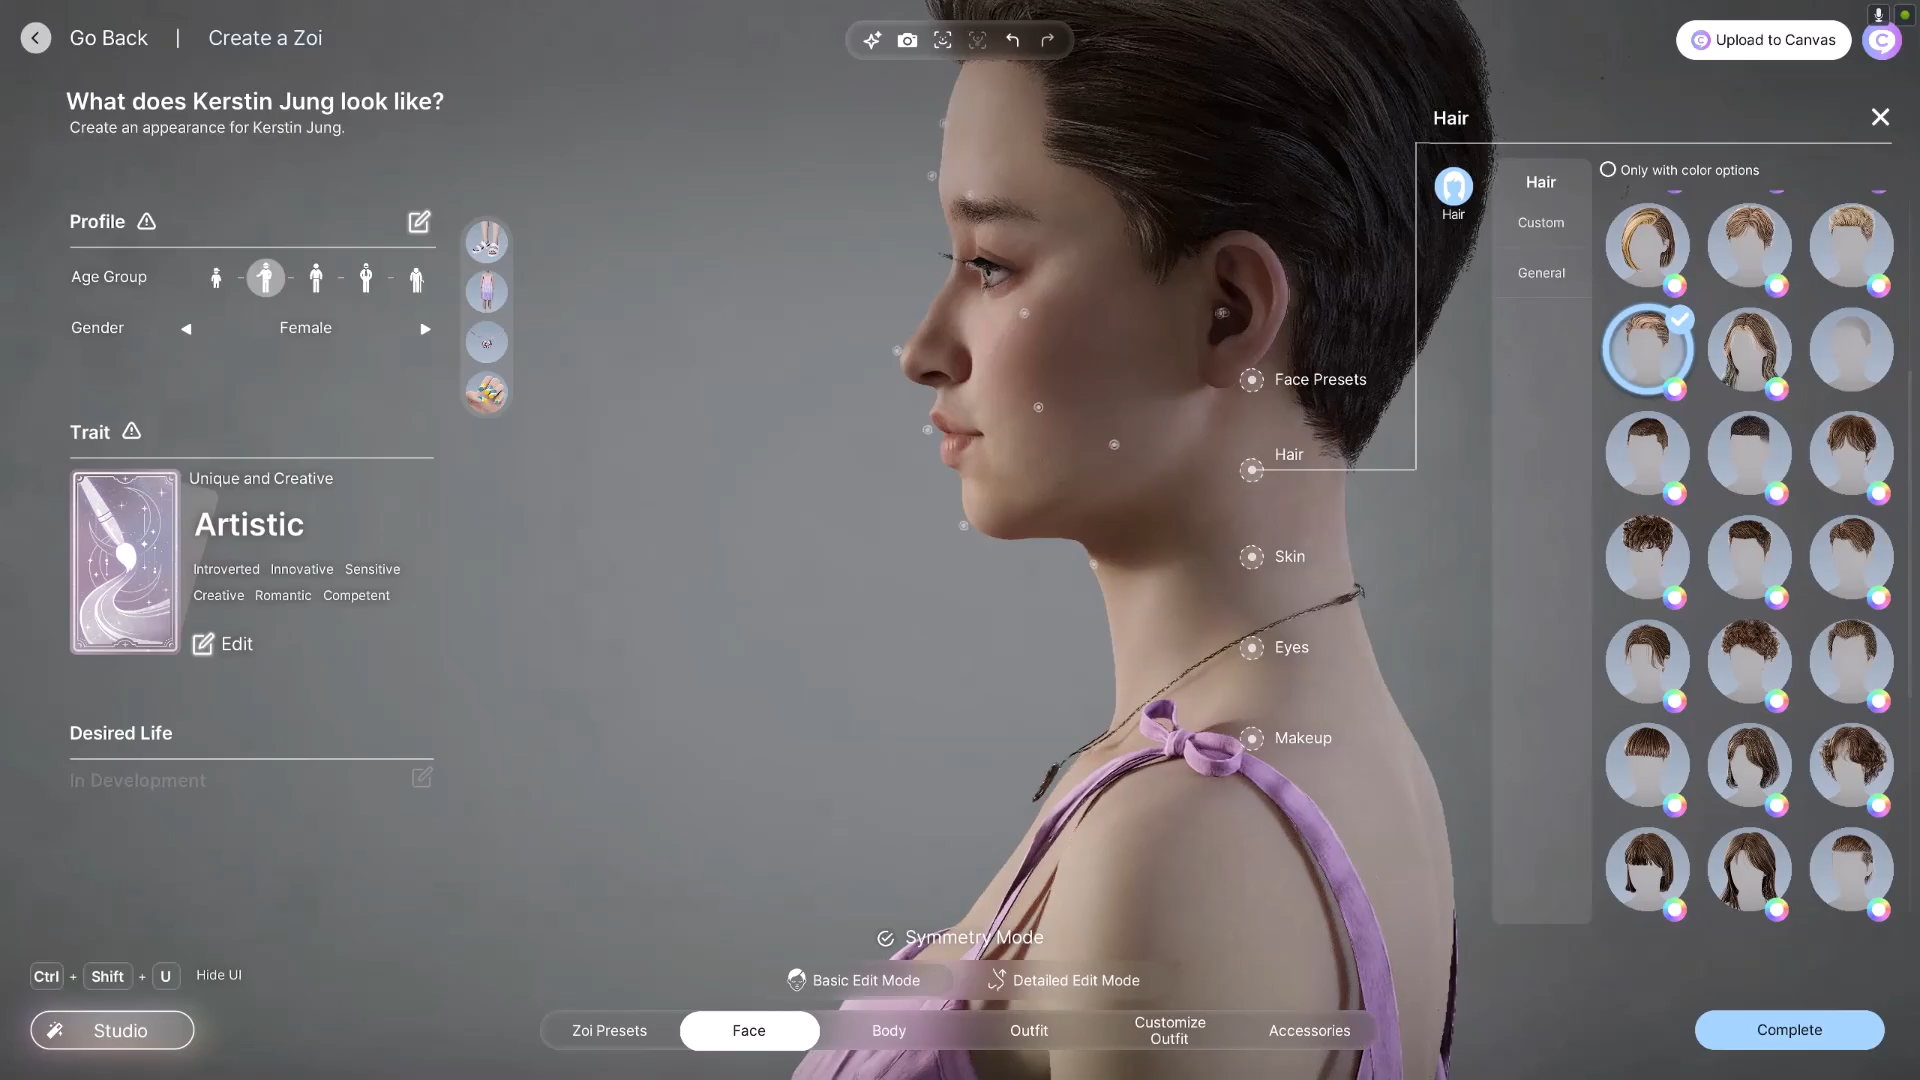 Go Back | Create a Zoi
Upload to Canvas
What does Kerstin Jung look like?
Create an appearance for Kerstin Jung.
Profile
Age Group
Gender
Female
Trait
Unique and Creative
Artistic
Introverted Innovative Sensitive
Creative Romantic Competent
Edit
Desired Life
In Development
Ctrl + Shift + U Hide UI
Studio
Face Presets
Hair
Skin
Eyes
Makeup
Symmetry Mode
Basic Edit Mode
Detailed Edit Mode
Zoi Presets
Face
Body
Outfit
Customize
Outfit
Accessories
Hair
Hair
Hair
Custom
General
Only with color options
Complete